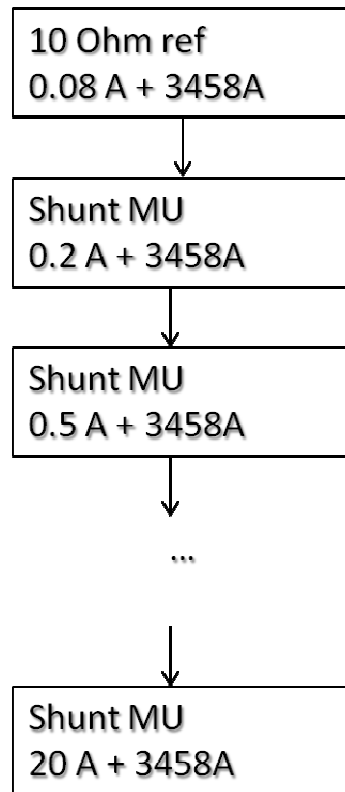 10 Ohm ref
0.08 A + 3458A
Shunt MU
0.2 A + 3458A
Shunt MU
0.5 A + 3458A
...
Shunt MU
20 A + 3458A